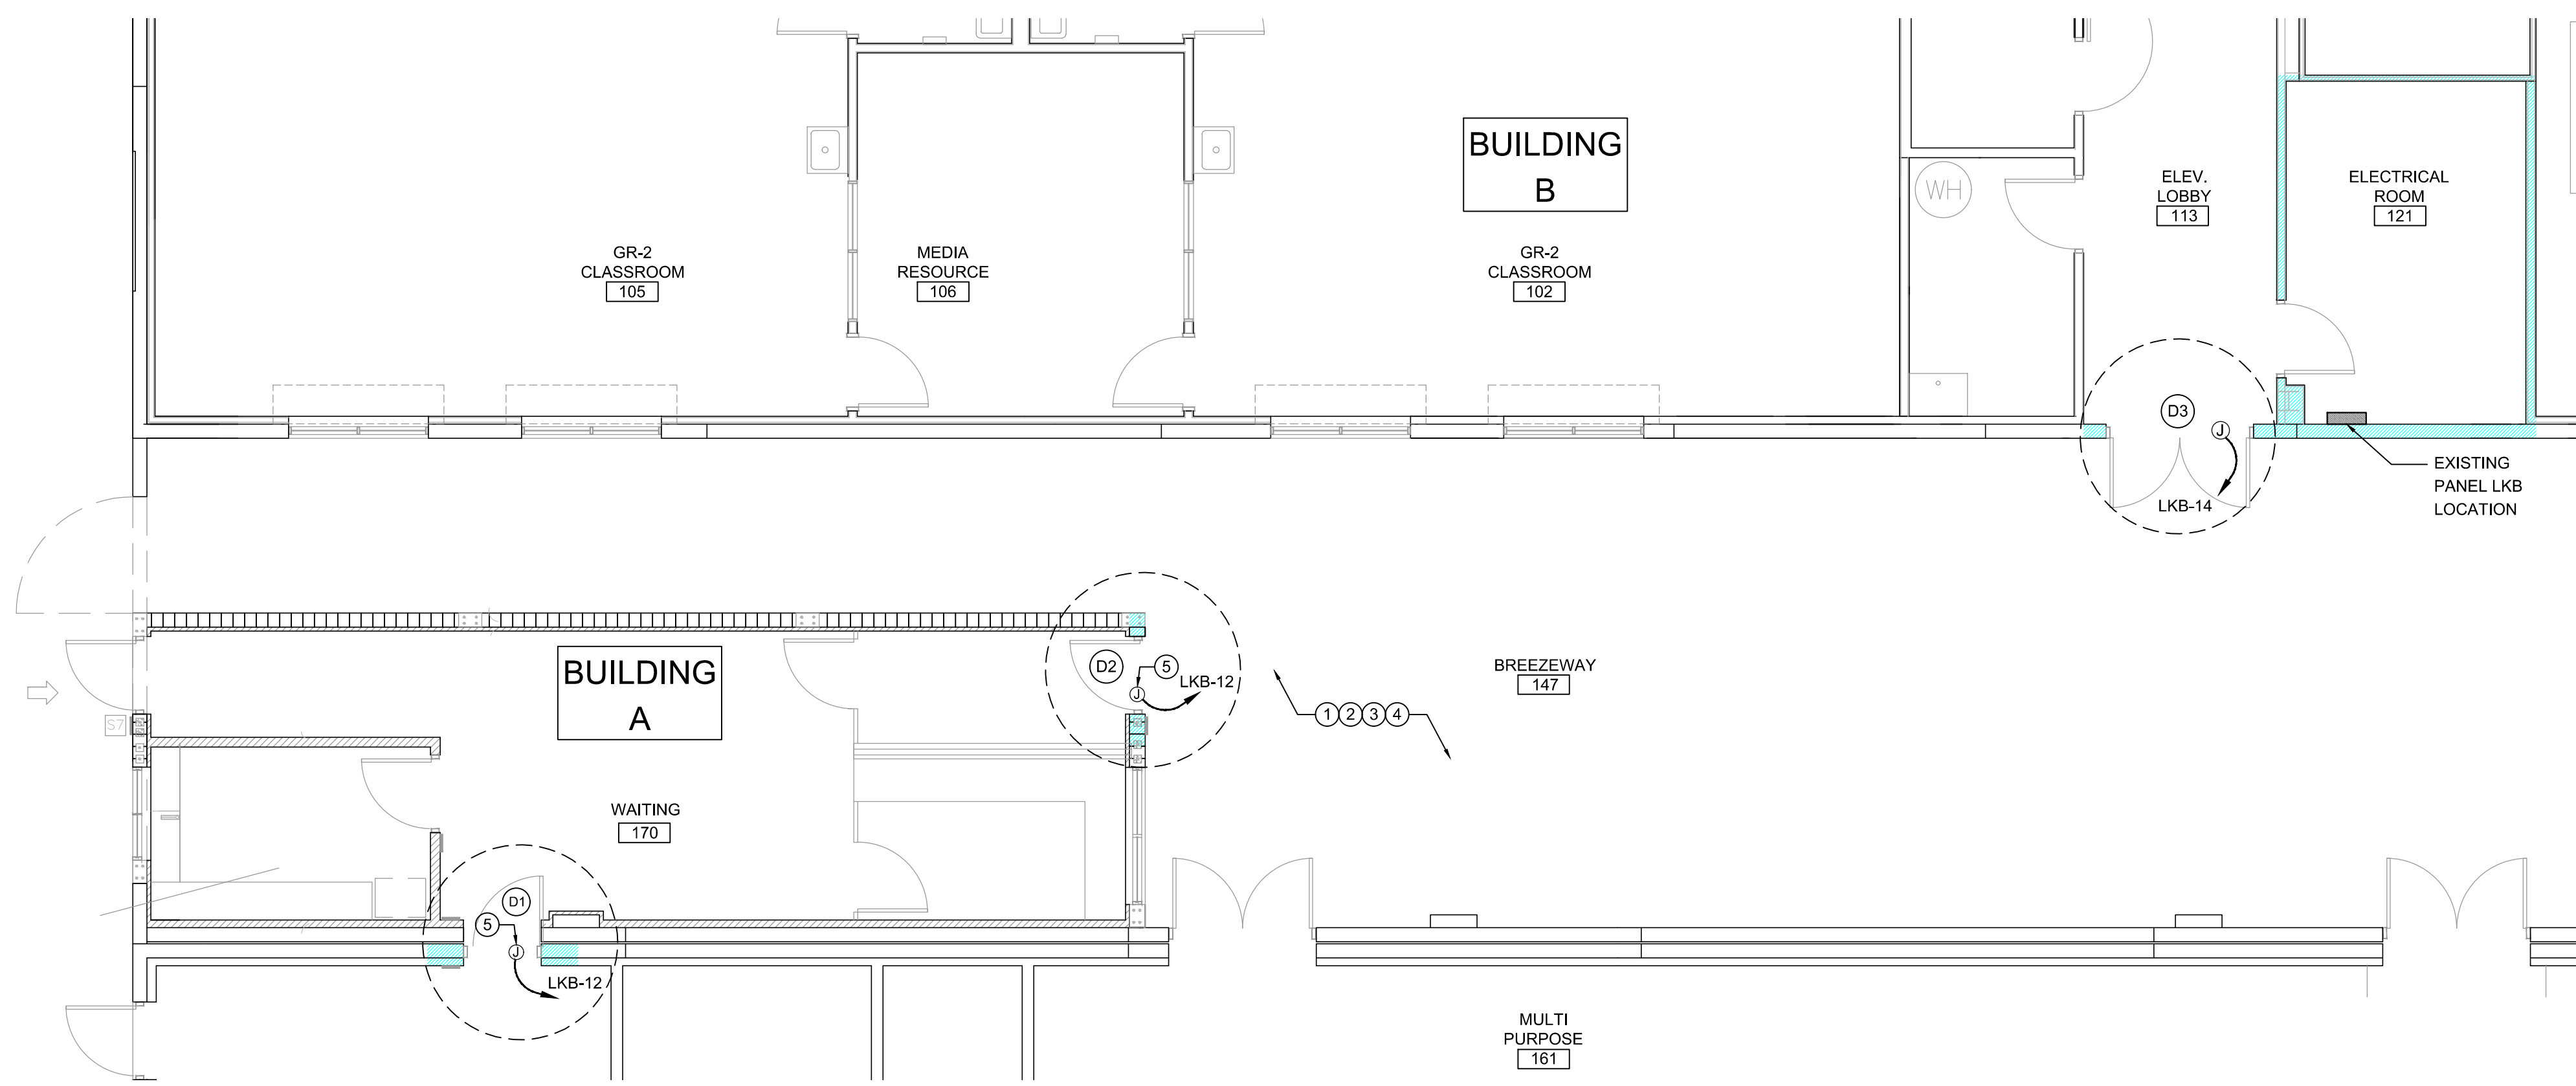 BUILDING
B
WH
ELEV.
LOBBY
113
ELECTRICAL
ROOM
121
GR-2
CLASSROOM
105
MEDIA
RESOURCE
106
GR-2
CLASSROOM
102
D3
J
LKB-14
EXISTING
PANEL LKB
LOCATION
BUILDING
A
D2
5
J
LKB-12
BREEZEWAY
147
1 2 3 4
S7
WAITING
170
D1
5
J
LKB-12
MULTI
PURPOSE
161